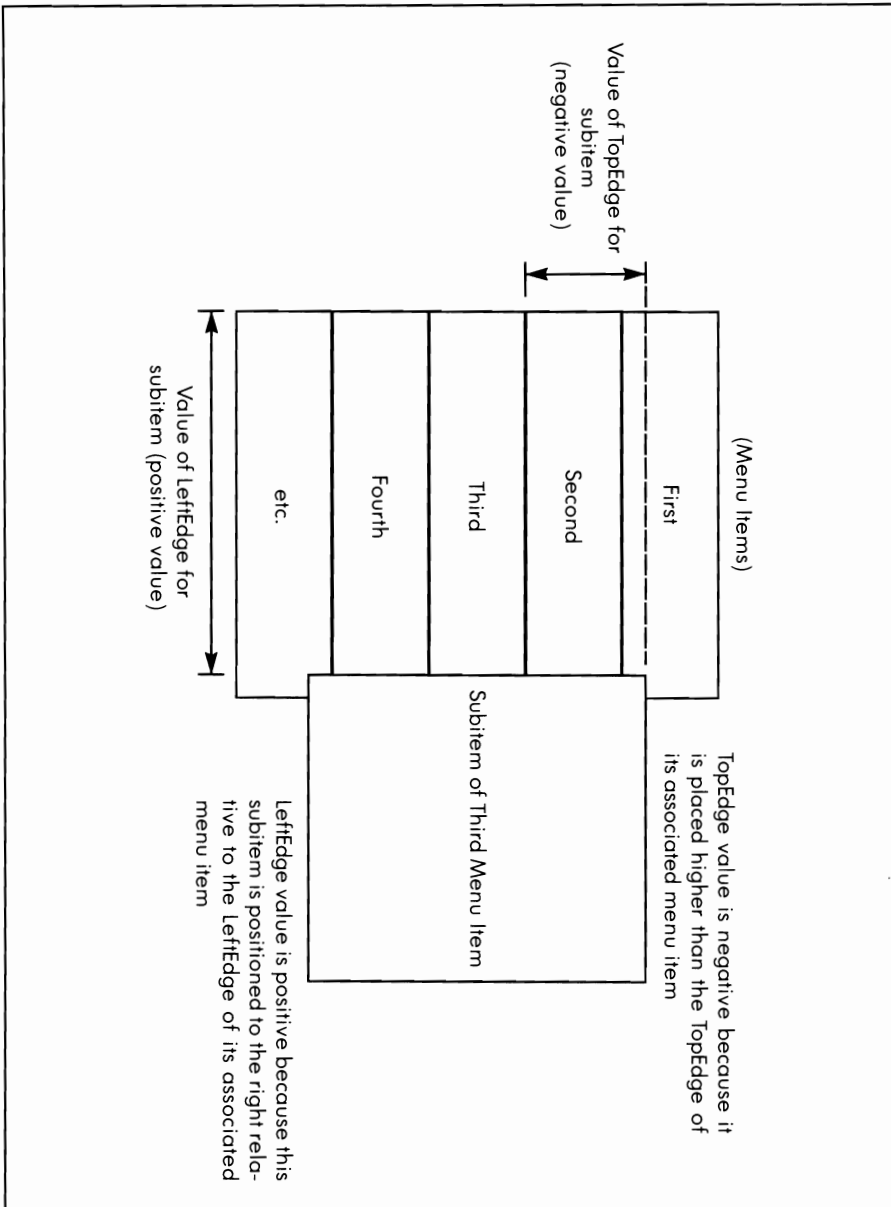 (Menu Items)
First
Second
Third
Fourth
etc.
Subitem of Third Menu Item
Value of TopEdge for
subitem
(negative value)
Value of LeftEdge for
subitem (positive value)
TopEdge value is negative because it
is placed higher than the TopEdge of
its associated menu item
LeftEdge value is positive because this
subitem is positioned to the right rela-
tive to the LeftEdge of its associated
menu item